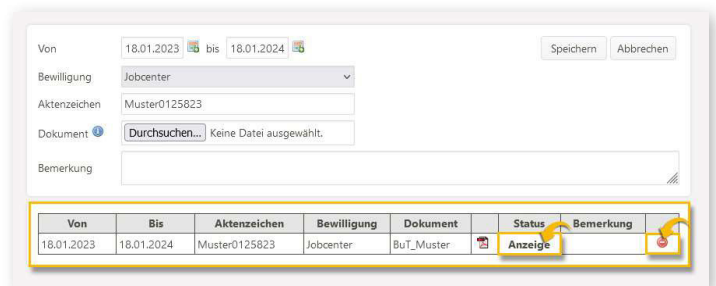 Von 18.01.2023 bis 18.01.2024 Speichern Abbrechen
Bewilligung Jobcenter
Aktenzeichen Muster0125823
Dokument Durchsuchen... Keine Datei ausgewählt.
Bemerkung
Von Bis Aktenzeichen Bewilligung Dokument Status Bemerkung
18.01.2023 18.01.2024 Muster0125823 Jobcenter BuT_Muster Anzeige